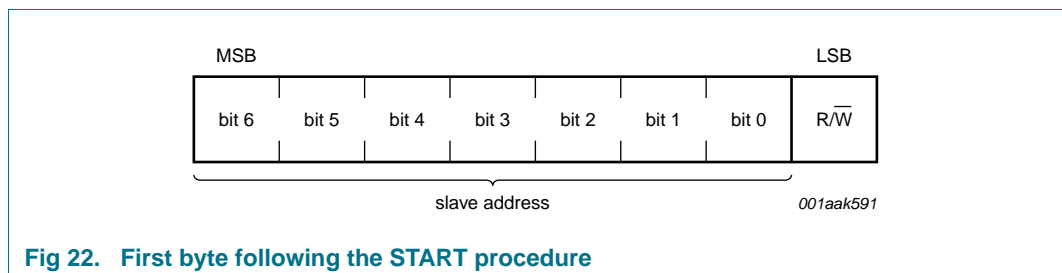 MSB LSB
bit 6 bit 5 bit 4 bit 3 bit 2 bit 1 bit 0 R/W̅
slave address 001aak591
Fig 22. First byte following the START procedure